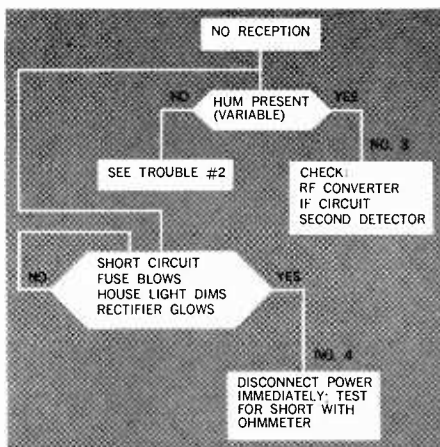 NO RECEPTION
NO
HUM PRESENT
(VARIABLE)
YES
NO. 3
SEE TROUBLE #2
CHECK:
RF CONVERTER
IF CIRCUIT
SECOND DETECTOR
NO
SHORT CIRCUIT
FUSE BLOWS
HOUSE LIGHT DIMS
RECTIFIER GLOWS
YES
NO. 4
DISCONNECT POWER
IMMEDIATELY; TEST
FOR SHORT WITH
OHMMETER